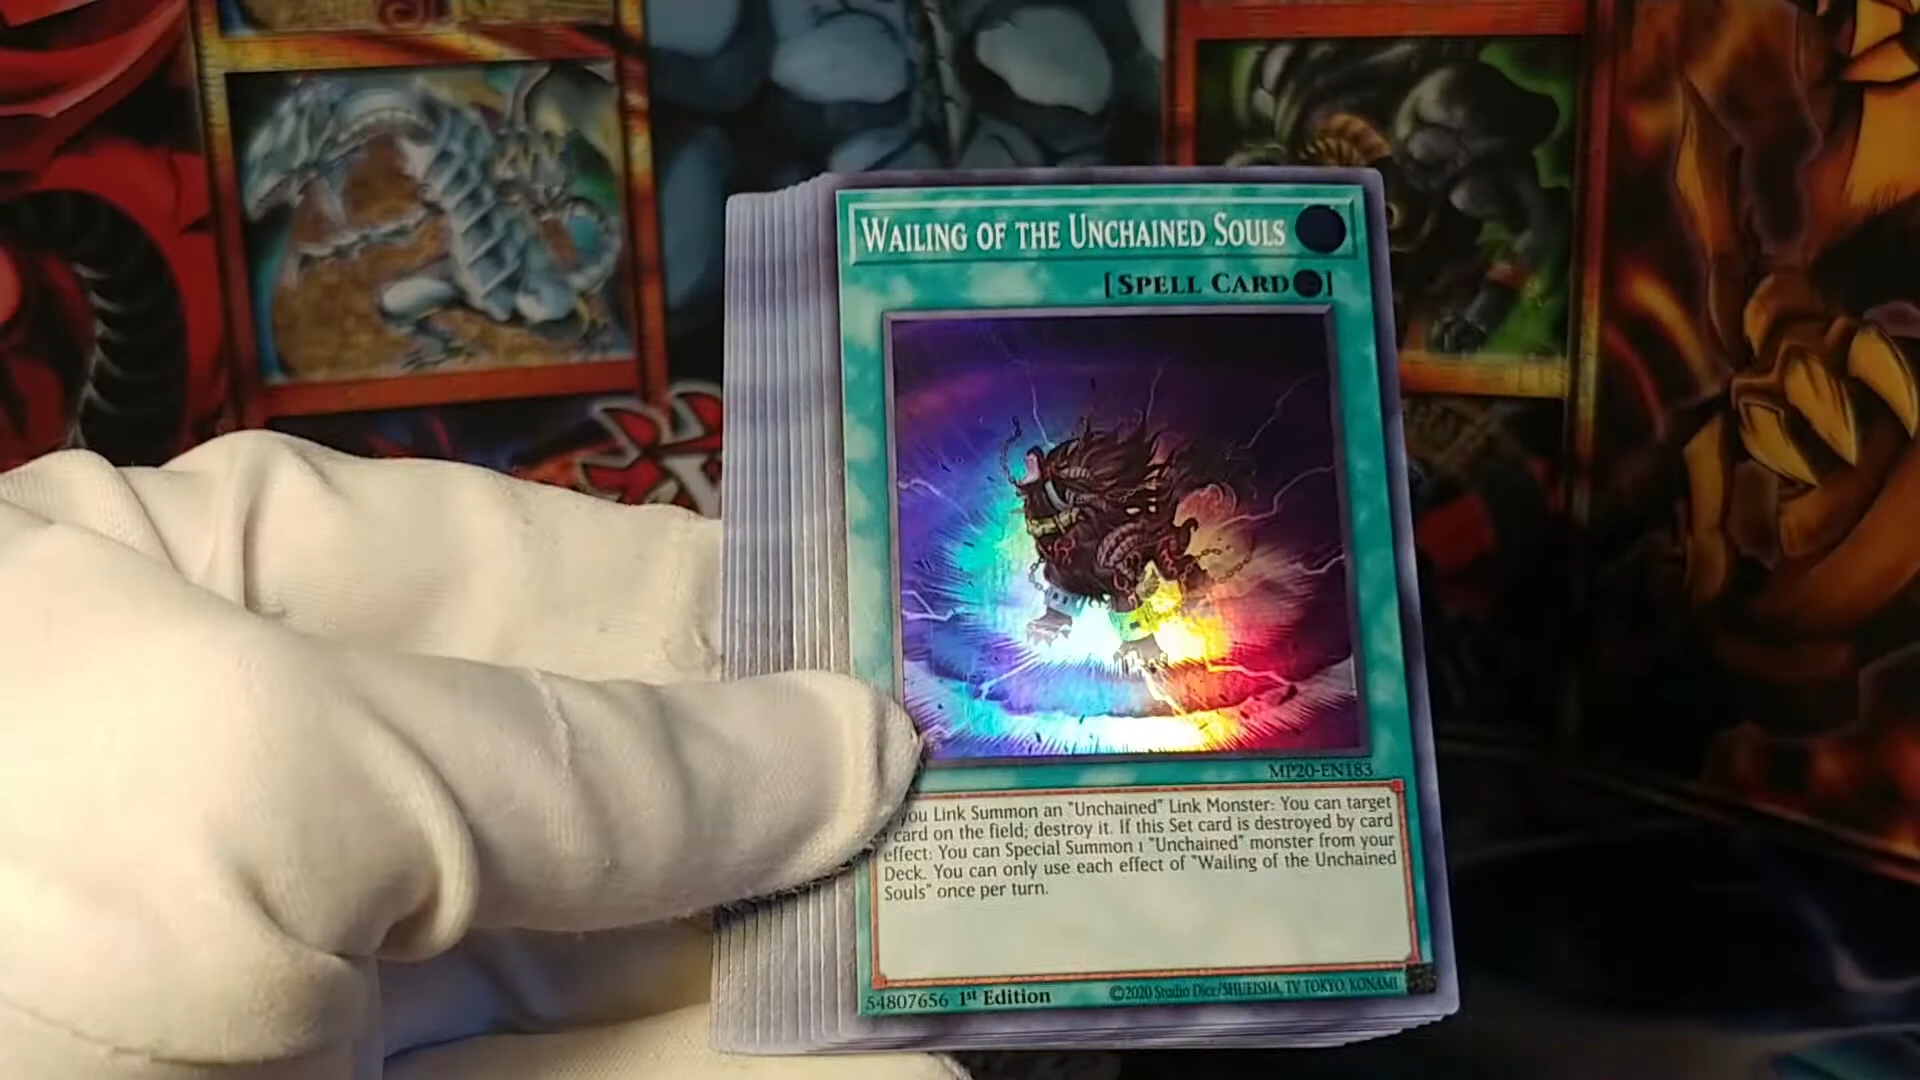 WAILING OF THE UNCHAINED SOULS
[SPELL CARD ]
MP20-EN183
you Link Summon an "Unchained" Link Monster: You can target
card on the field; destroy it. If this Set card is destroyed by card
effect: You can Special Summon 1 "Unchained" monster from your
Deck. You can only use each effect of "Wailing of the Unchained
Souls" once per turn.
54807656 1st Edition ©2020 Studio Dice/SHUEISHA, TV TOKYO, KONAMI